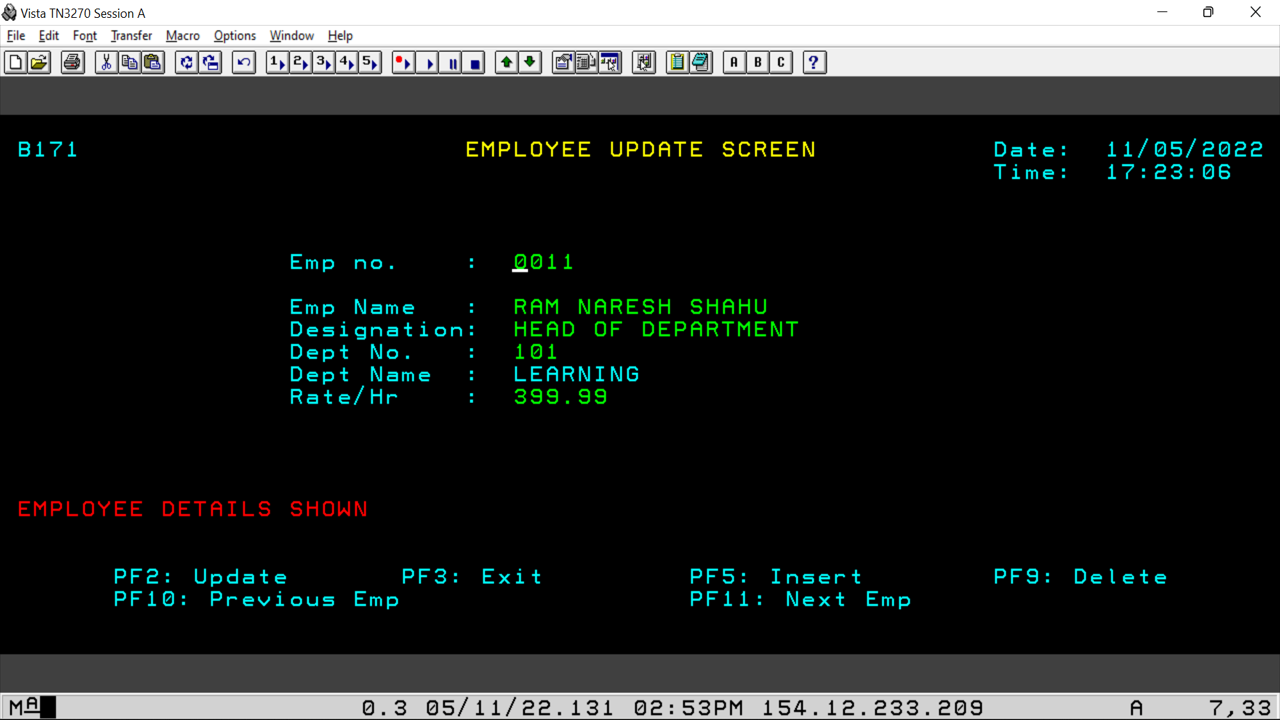 Vista TN3270 Session A
File Edit Font Transfer Macro Options Window Help
1 2 3 4 5 A B C ?
B171 EMPLOYEE UPDATE SCREEN Date: 11/05/2022
Time: 17:23:06
Emp no. : 0011
Emp Name : RAM NARESH SHAHU
Designation: HEAD OF DEPARTMENT
Dept No. : 101
Dept Name : LEARNING
Rate/Hr : 399.99
EMPLOYEE DETAILS SHOWN
PF2: Update PF3: Exit PF5: Insert PF9: Delete
PF10: Previous Emp PF11: Next Emp
MA 0.3 05/11/22.131 02:53PM 154.12.233.209 A 7,33